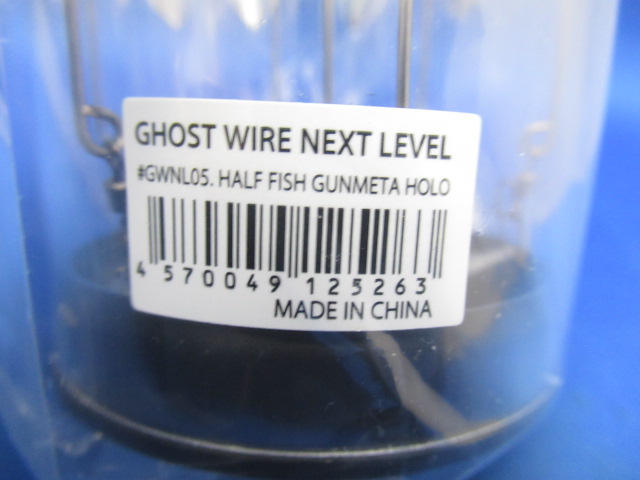 GHOST WIRE NEXT LEVEL
#GWNL05. HALF FISH GUNMETA HOLO
4 570049 125263
MADE IN CHINA